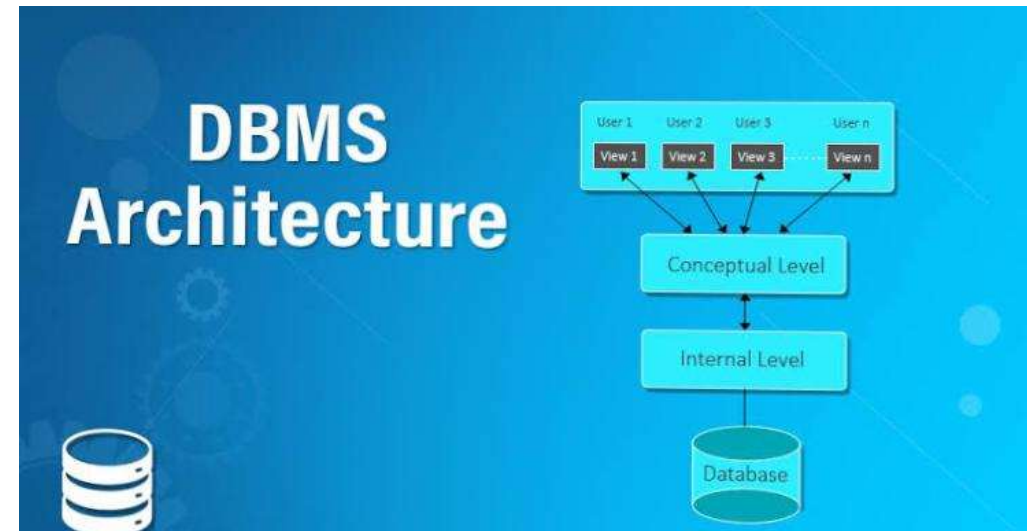 DBMS
Architecture
User 1 User 2 User 3 User n
View 1 View 2 View 3 View n
Conceptual Level
Internal Level
Database